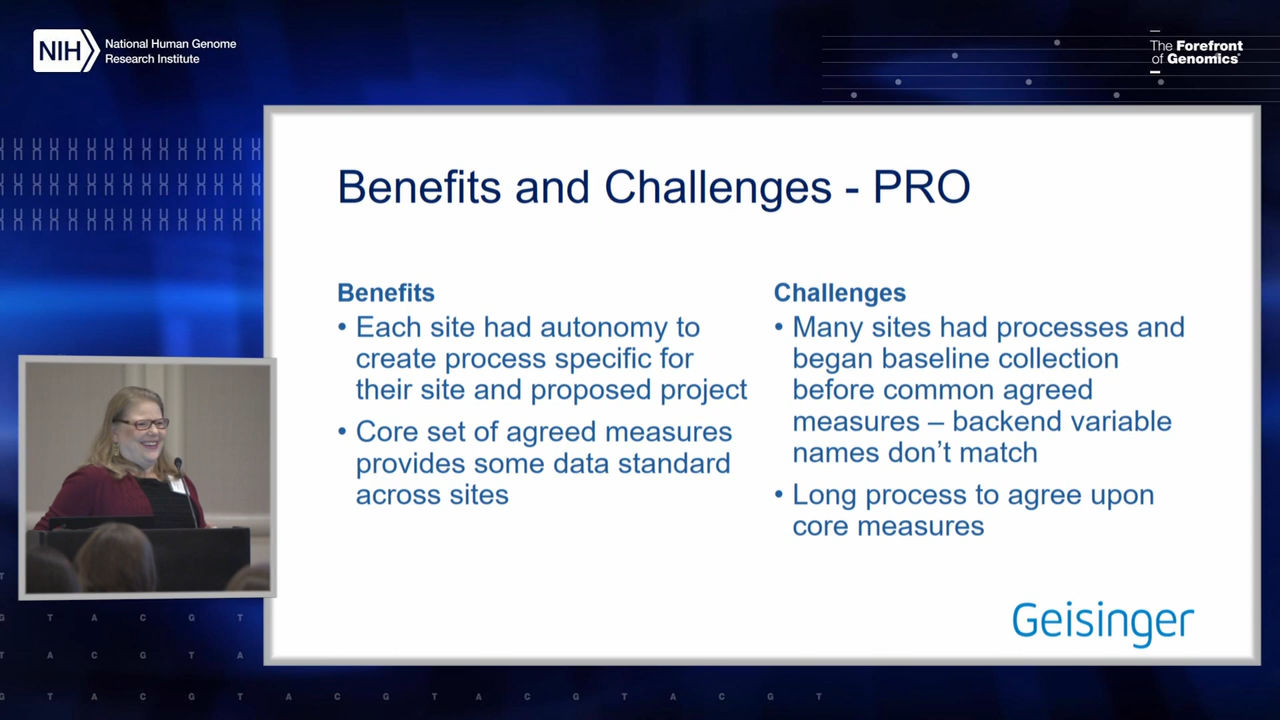 NIH
National Human Genome
Research Institute
The Forefront
of Genomics®
Benefits and Challenges - PRO
Benefits
• Each site had autonomy to
create process specific for
their site and proposed project
• Core set of agreed measures
provides some data standard
across sites
Challenges
• Many sites had processes and
began baseline collection
before common agreed
measures – backend variable
names don't match
• Long process to agree upon
core measures
Geisinger
T
G T A C G T
T A C G T A
G T A C G T A C G T A C G T A C G T